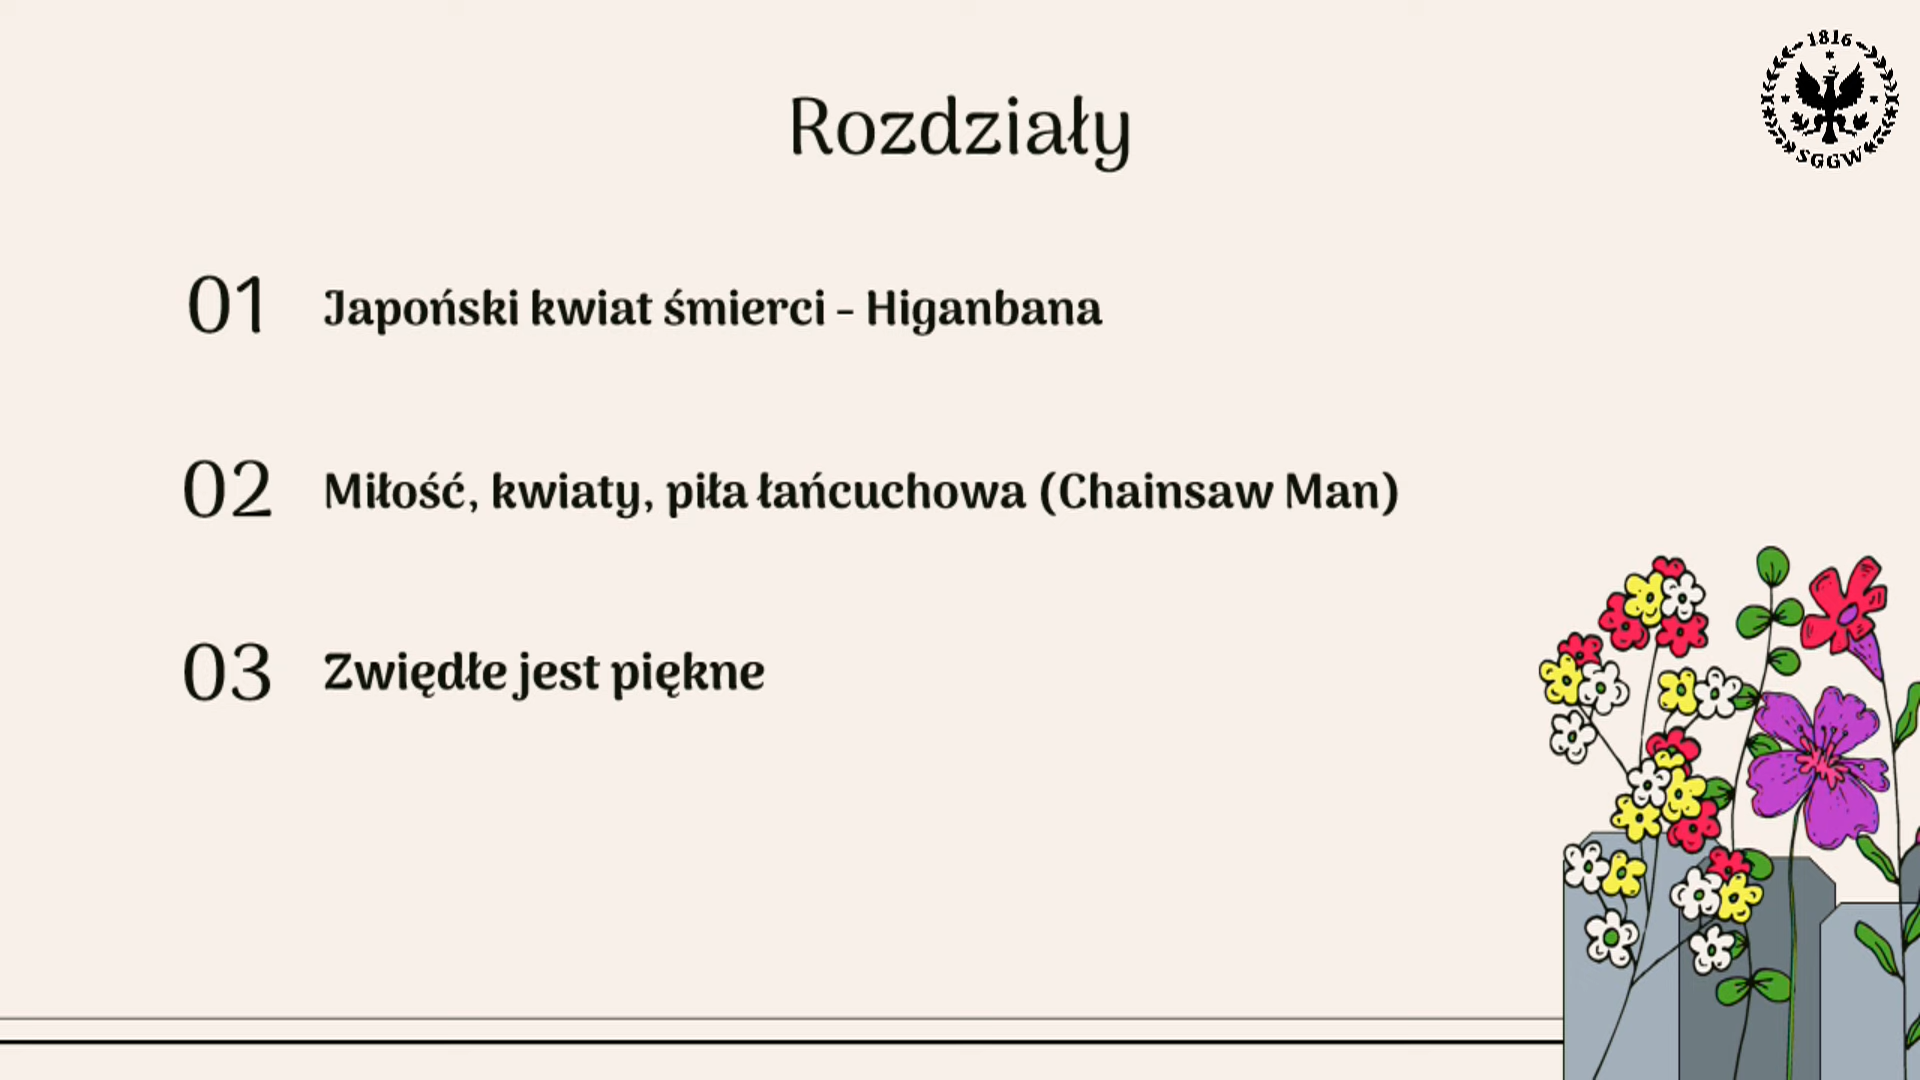 1816
SGGW
Rozdziały
01 Japoński kwiat śmierci - Higanbana
02 Miłość, kwiaty, piła łańcuchowa (Chainsaw Man)
03 Zwiędłe jest piękne